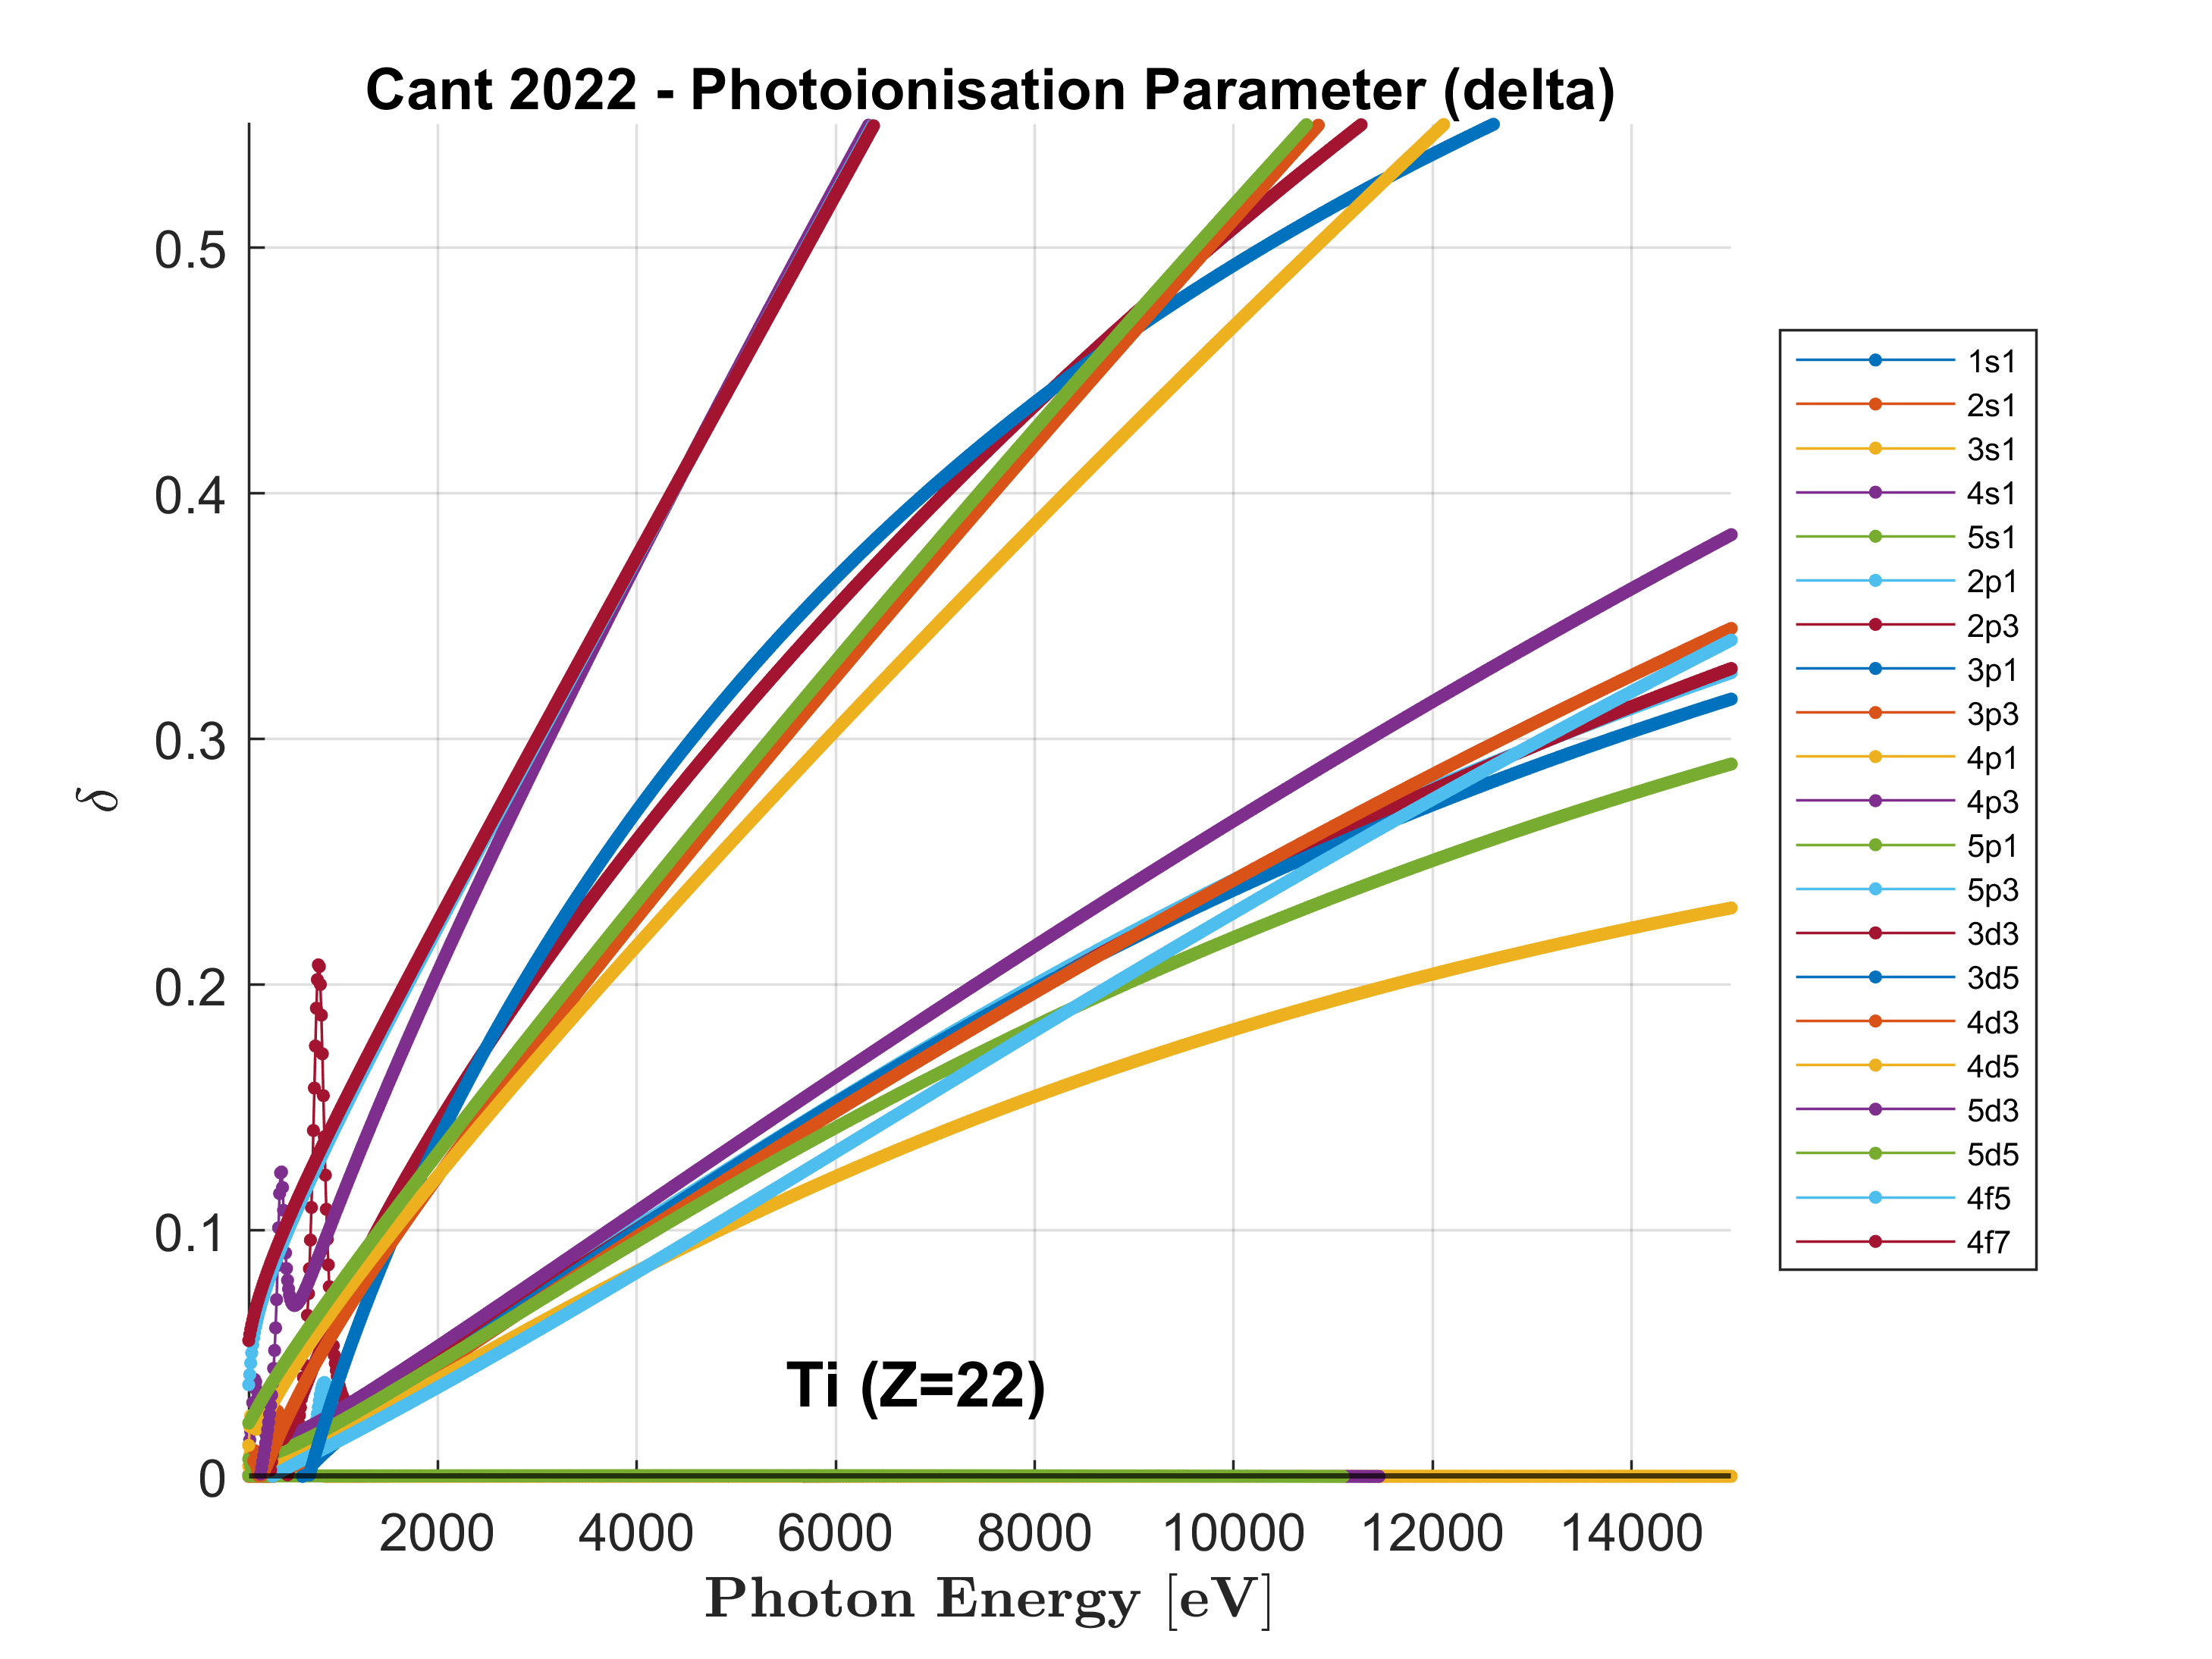 Cant 2022 - Photoionisation Parameter (delta)
0.5
0.4
0.3
0.2
0.1
0
δ
2000 4000 6000 8000 10000 12000 14000
Photon Energy [eV]
Ti (Z=22)
1s1
2s1
3s1
4s1
5s1
2p1
2p3
3p1
3p3
4p1
4p3
5p1
5p3
3d3
3d5
4d3
4d5
5d3
5d5
4f5
4f7